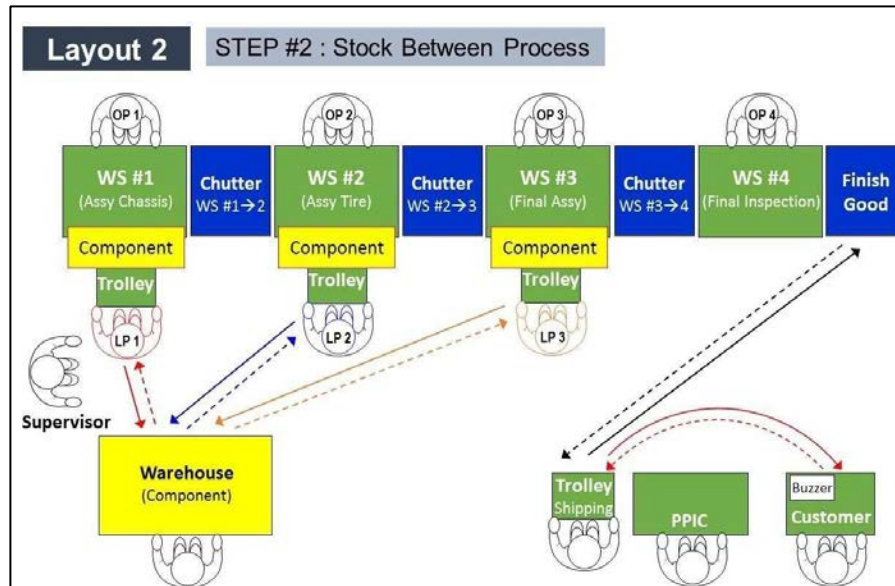 Layout 2
STEP #2 : Stock Between Process
OP 1
OP 2
OP 3
OP 4
WS #1
(Assy Chassis)
Chutter
WS #1→2
WS #2
(Assy Tire)
Chutter
WS #2→3
WS #3
(Final Assy)
Chutter
WS #3→4
WS #4
(Final Inspection)
Finish
Good
Component
Component
Component
Trolley
Trolley
Trolley
LP 1
LP 2
LP 3
Supervisor
Warehouse
(Component)
Trolley
Shipping
PPIC
Buzzer
Customer